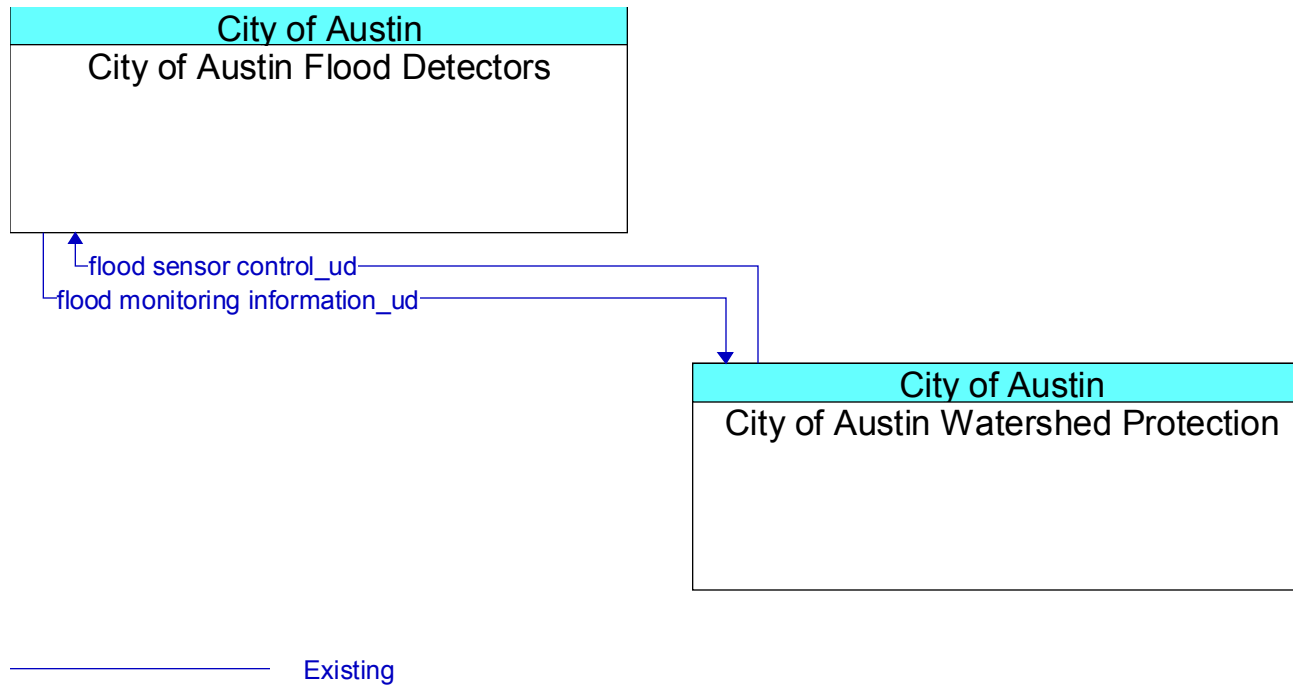 City of Austin
City of Austin Flood Detectors
flood sensor control_ud
flood monitoring information_ud
City of Austin
City of Austin Watershed Protection
Existing